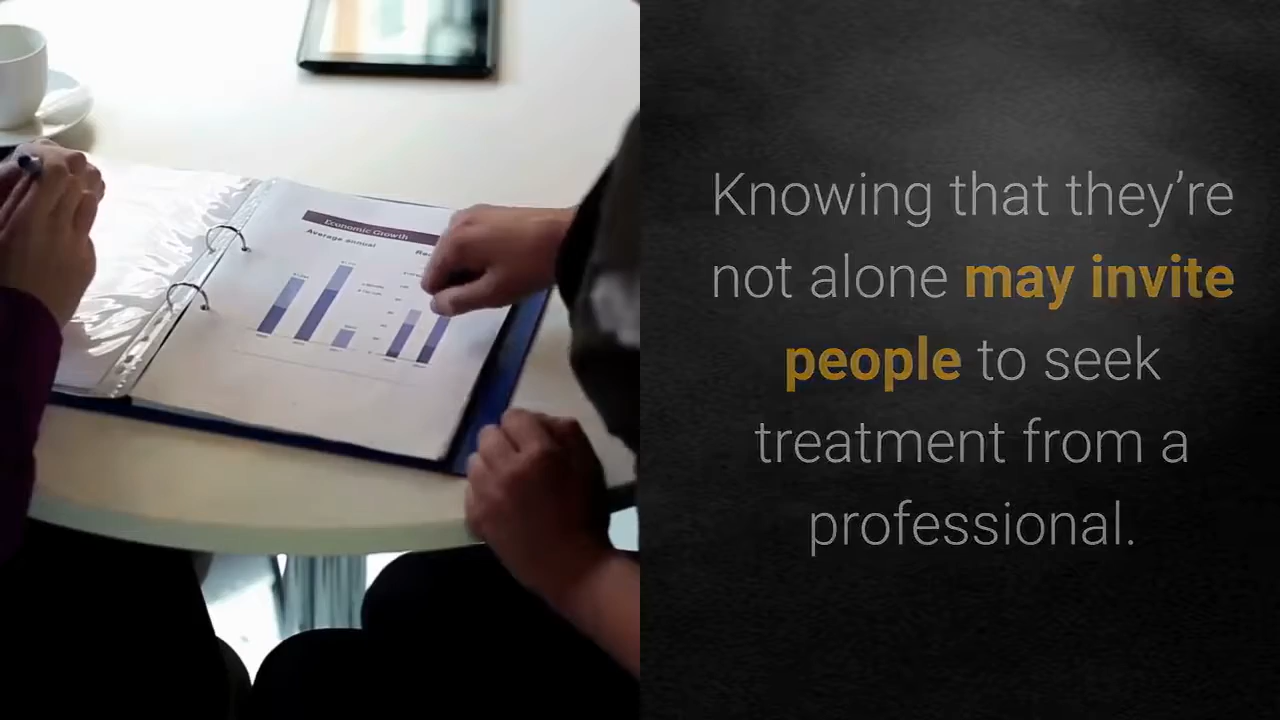 Economic Growth
Average annual
Knowing that they’re
not alone may invite
people to seek
treatment from a
professional.